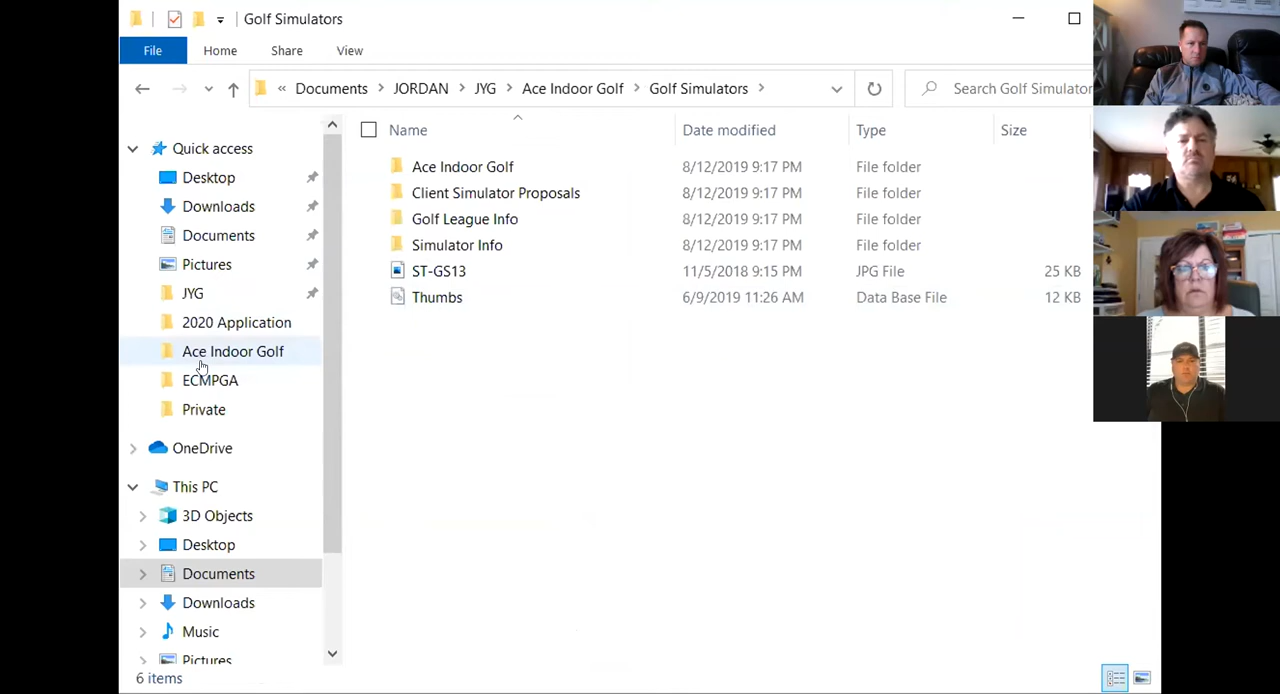 Golf Simulators
File Home Share View
« Documents > JORDAN > JYG > Ace Indoor Golf > Golf Simulators >
Search Golf Simulator
Name Date modified Type Size
Quick access
Desktop
Downloads
Documents
Pictures
JYG
2020 Application
Ace Indoor Golf
ECMPGA
Private
OneDrive
This PC
3D Objects
Desktop
Documents
Downloads
Music
Pictures
Ace Indoor Golf 8/12/2019 9:17 PM File folder
Client Simulator Proposals 8/12/2019 9:17 PM File folder
Golf League Info 8/12/2019 9:17 PM File folder
Simulator Info 8/12/2019 9:17 PM File folder
ST-GS13 11/5/2018 9:15 PM JPG File 25 KB
Thumbs 6/9/2019 11:26 AM Data Base File 12 KB
6 items